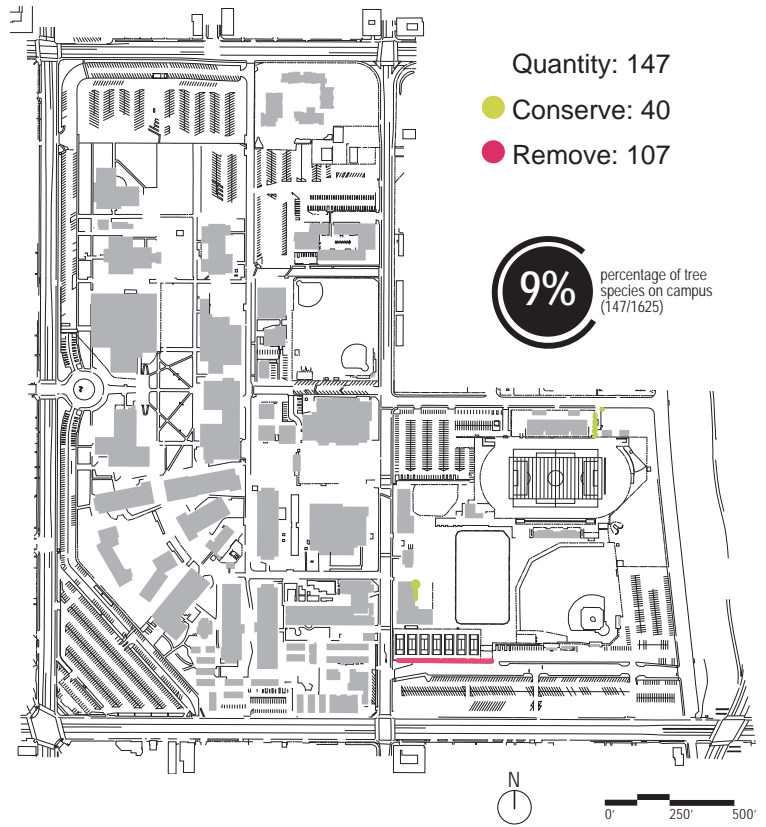 Quantity: 147
Conserve: 40
Remove: 107
9%
percentage of tree
species on campus
(147/1625)
N
0' 250' 500'